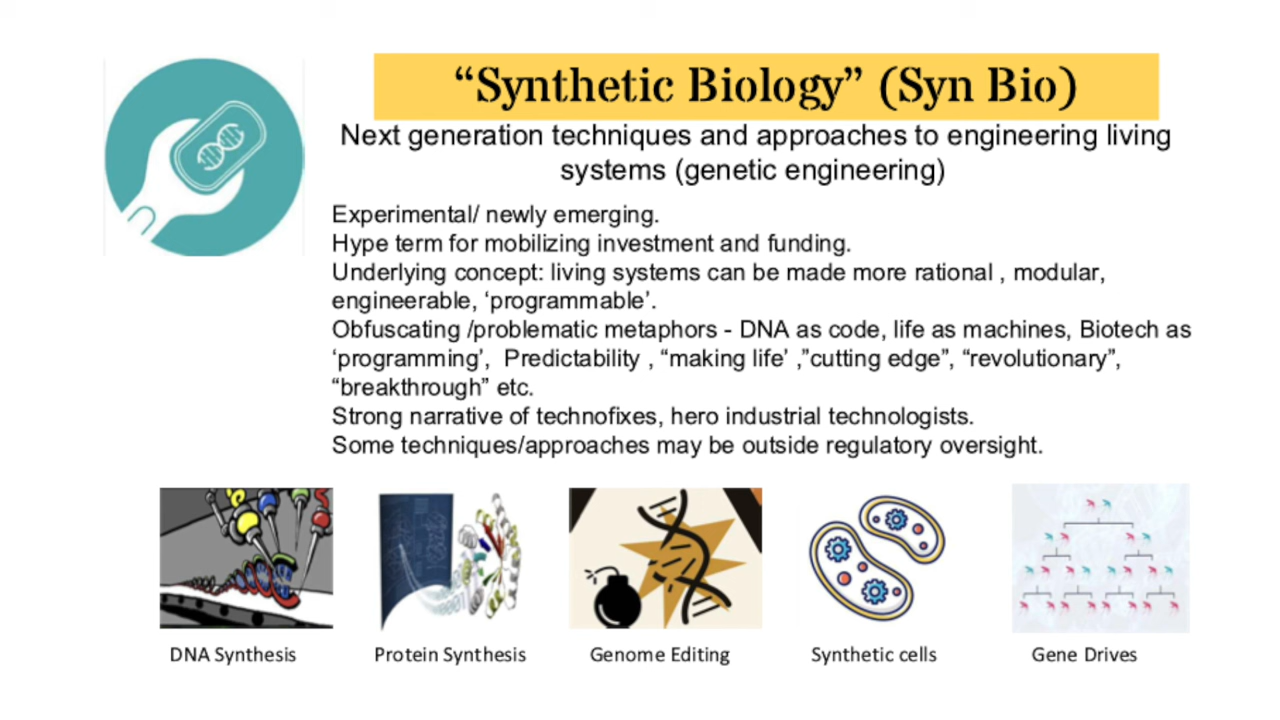 “Synthetic Biology” (Syn Bio)
Next generation techniques and approaches to engineering living
systems (genetic engineering)
Experimental/ newly emerging.
Hype term for mobilizing investment and funding.
Underlying concept: living systems can be made more rational , modular,
engineerable, ‘programmable’.
Obfuscating /problematic metaphors - DNA as code, life as machines, Biotech as
‘programming’, Predictability , “making life’ ,”cutting edge”, “revolutionary”,
“breakthrough” etc.
Strong narrative of technofixes, hero industrial technologists.
Some techniques/approaches may be outside regulatory oversight.
DNA Synthesis
Protein Synthesis
Genome Editing
Synthetic cells
Gene Drives